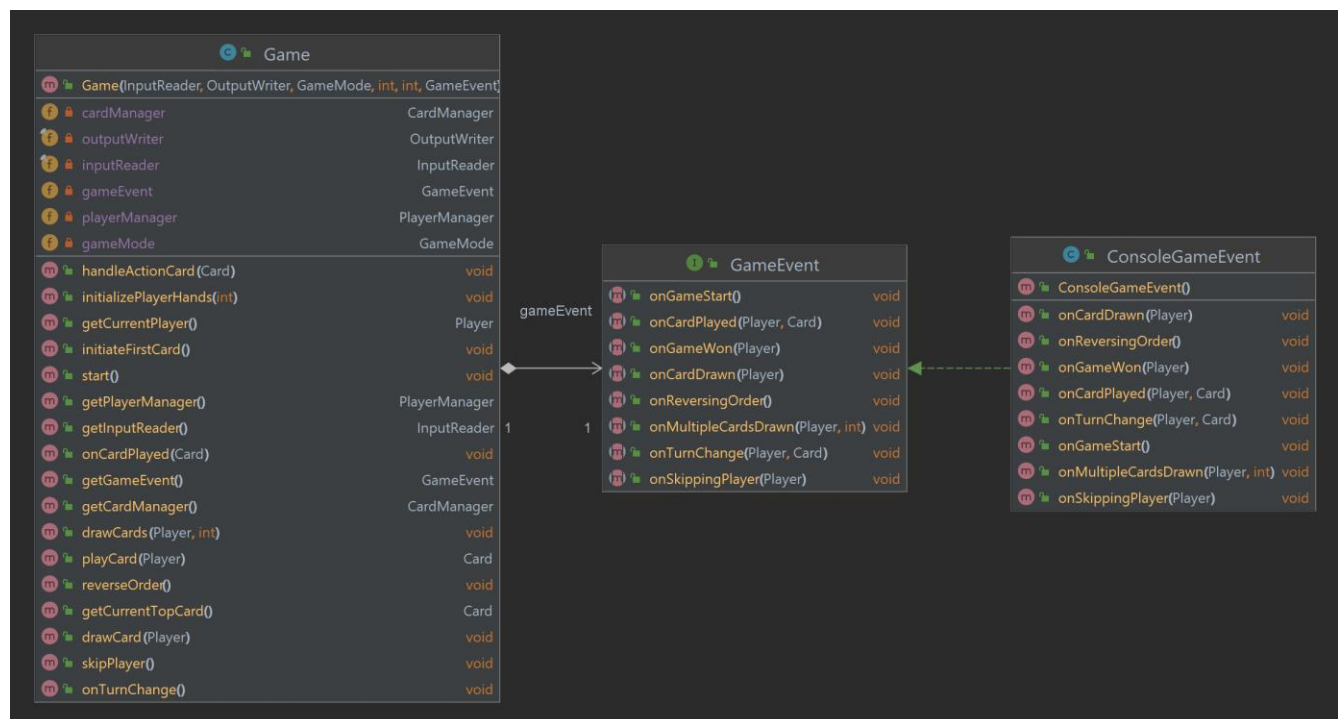 Game
Game(InputReader, OutputWriter, GameMode, int, int, GameEvent)
cardManager CardManager
outputWriter OutputWriter
inputReader InputReader
gameEvent GameEvent
playerManager PlayerManager
gameMode GameMode
handleActionCard(Card) void
initializePlayerHands(int) void
getCurrentPlayer() Player
initiateFirstCard() void
start() void
getPlayerManager() PlayerManager
getInputReader() InputReader
onCardPlayed(Card) void
getGameEvent() GameEvent
getCardManager() CardManager
drawCards(Player, int) void
playCard(Player) Card
reverseOrder() void
getCurrentTopCard() Card
drawCard(Player) void
skipPlayer() void
onTurnChange() void
gameEvent
1 1
GameEvent
onGameStart() void
onCardPlayed(Player, Card) void
onGameWon(Player) void
onCardDrawn(Player) void
onReversingOrder() void
onMultipleCardsDrawn(Player, int) void
onTurnChange(Player, Card) void
onSkippingPlayer(Player) void
ConsoleGameEvent
ConsoleGameEvent()
onCardDrawn(Player) void
onReversingOrder() void
onGameWon(Player) void
onCardPlayed(Player, Card) void
onTurnChange(Player, Card) void
onGameStart() void
onMultipleCardsDrawn(Player, int) void
onSkippingPlayer(Player) void